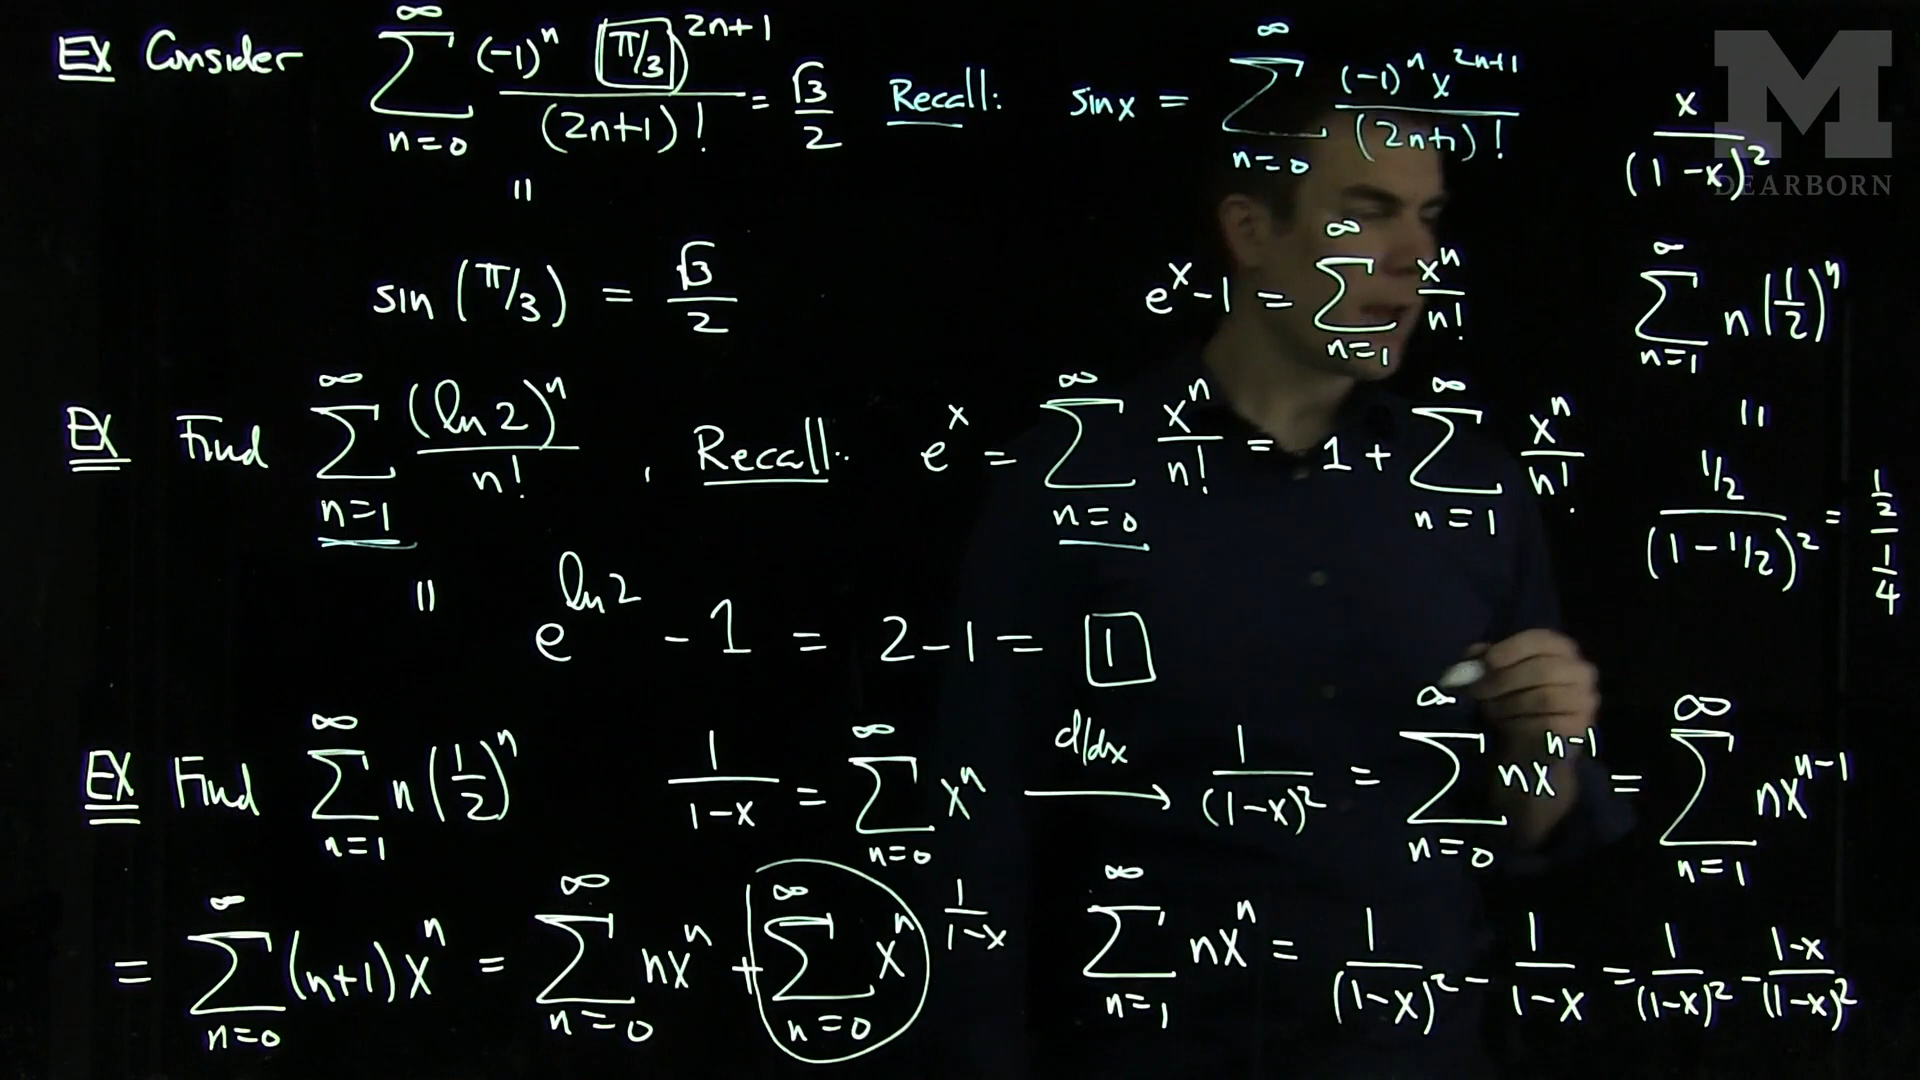 EX Consider ∑_{n=0}^{∞} (-1)^n (π/3)^{2n+1} / (2n+1)! = √3/2 Recall: sin x = ∑_{n=0}^{∞} (-1)^n x^{2n+1} / (2n+1)! x/(1-x)^2
M
DEARBORN
=
sin(π/3) = √3/2 e^x - 1 = ∑_{n=1}^{∞} x^n/n! ∑_{n=1}^{∞} n(1/2)^n
=
EX Find ∑_{n=1}^{∞} (ln 2)^n / n! , Recall: e^x = ∑_{n=0}^{∞} x^n/n! = 1 + ∑_{n=1}^{∞} x^n/n! (1/2)/(1-1/2)^2 = (1/2)/(1/4)
=
e^{ln 2} - 1 = 2-1 = 1
EX Find ∑_{n=1}^{∞} n(1/2)^n 1/(1-x) = ∑_{n=0}^{∞} x^n d/dx → 1/(1-x)^2 = ∑_{n=0}^{∞} nx^{n-1} = ∑_{n=1}^{∞} nx^{n-1}
= ∑_{n=0}^{∞} (n+1)x^n = ∑_{n=0}^{∞} nx^n + ∑_{n=0}^{∞} x^n 1/(1-x) ∑_{n=1}^{∞} nx^n = 1/(1-x)^2 - 1/(1-x) = 1/(1-x)^2 - (1-x)/(1-x)^2